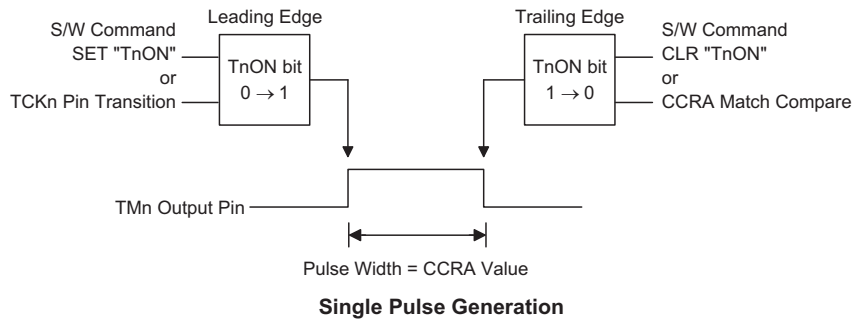 Leading Edge
S/W Command
SET "TnON"
or
TCKn Pin Transition
TnON bit
0 → 1
Trailing Edge
TnON bit
1 → 0
S/W Command
CLR "TnON"
or
CCRA Match Compare
TMn Output Pin
Pulse Width = CCRA Value
Single Pulse Generation